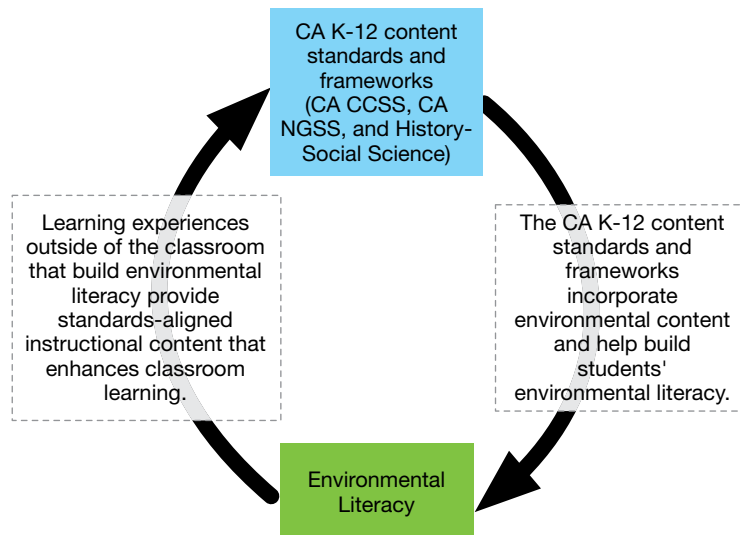 CA K-12 content
standards and
frameworks
(CA CCSS, CA
NGSS, and History-
Social Science)
Learning experiences
outside of the classroom
that build environmental
literacy provide
standards-aligned
instructional content that
enhances classroom
learning.
The CA K-12 content
standards and
frameworks
incorporate
environmental content
and help build
students'
environmental literacy.
Environmental
Literacy